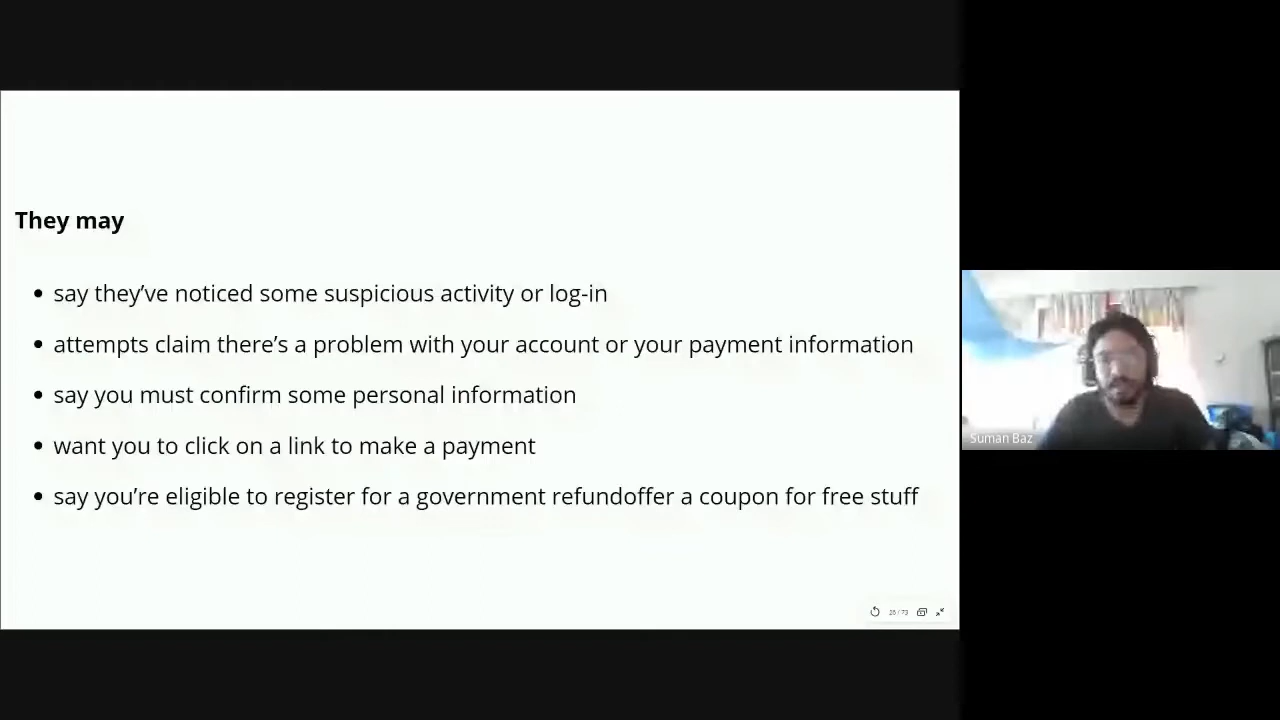 They may
• say they’ve noticed some suspicious activity or log-in
• attempts claim there’s a problem with your account or your payment information
• say you must confirm some personal information
• want you to click on a link to make a payment
• say you’re eligible to register for a government refundoffer a coupon for free stuff
Suman Baz